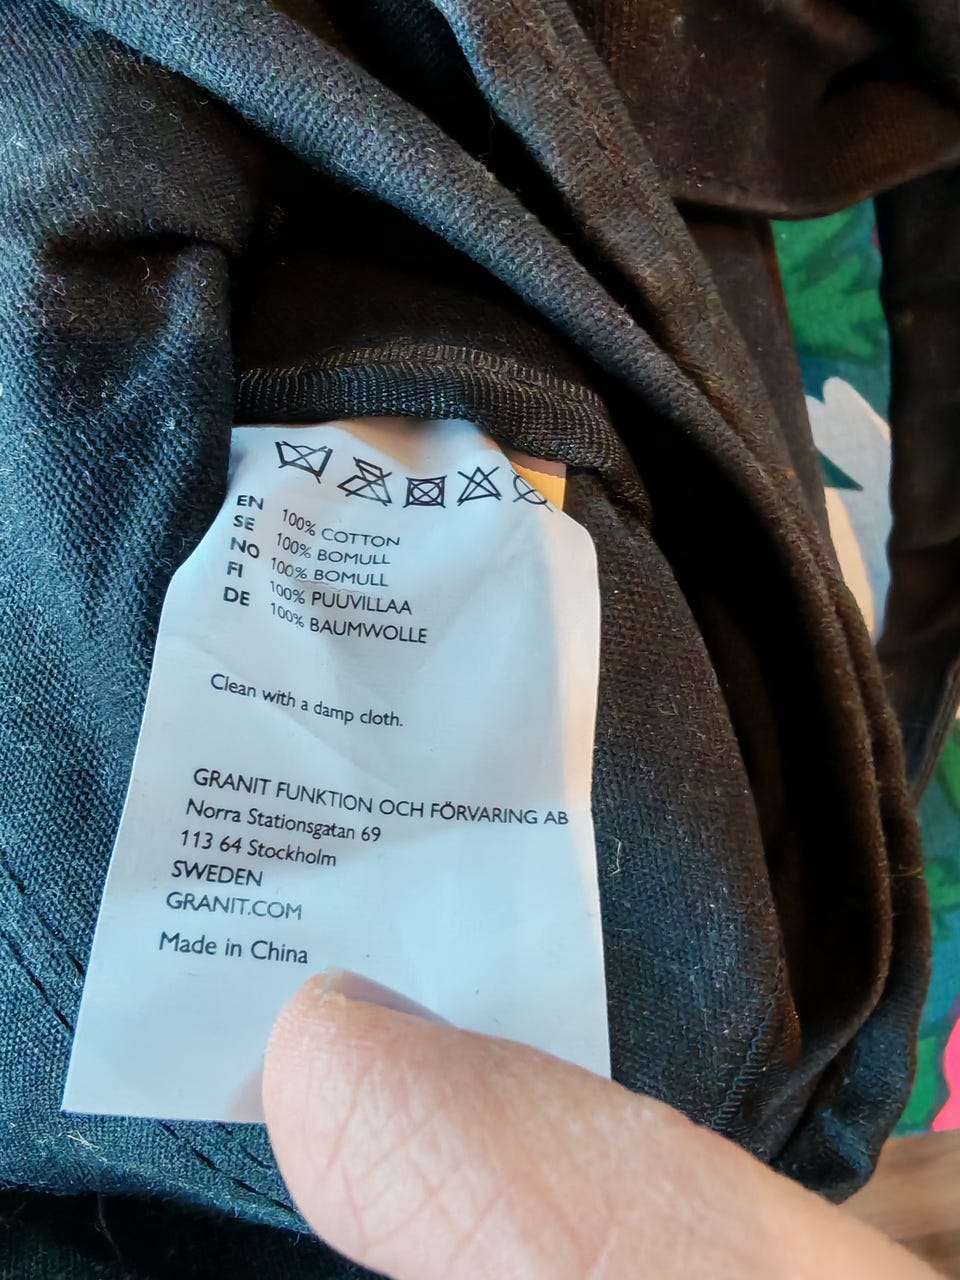 EN 100% COTTON
SE 100% BOMULL
NO 100% BOMULL
FI 100% PUUVILLAA
DE 100% BAUMWOLLE
Clean with a damp cloth.
GRANIT FUNKTION OCH FÖRVARING AB
Norra Stationsgatan 69
113 64 Stockholm
SWEDEN
GRANIT.COM
Made in China